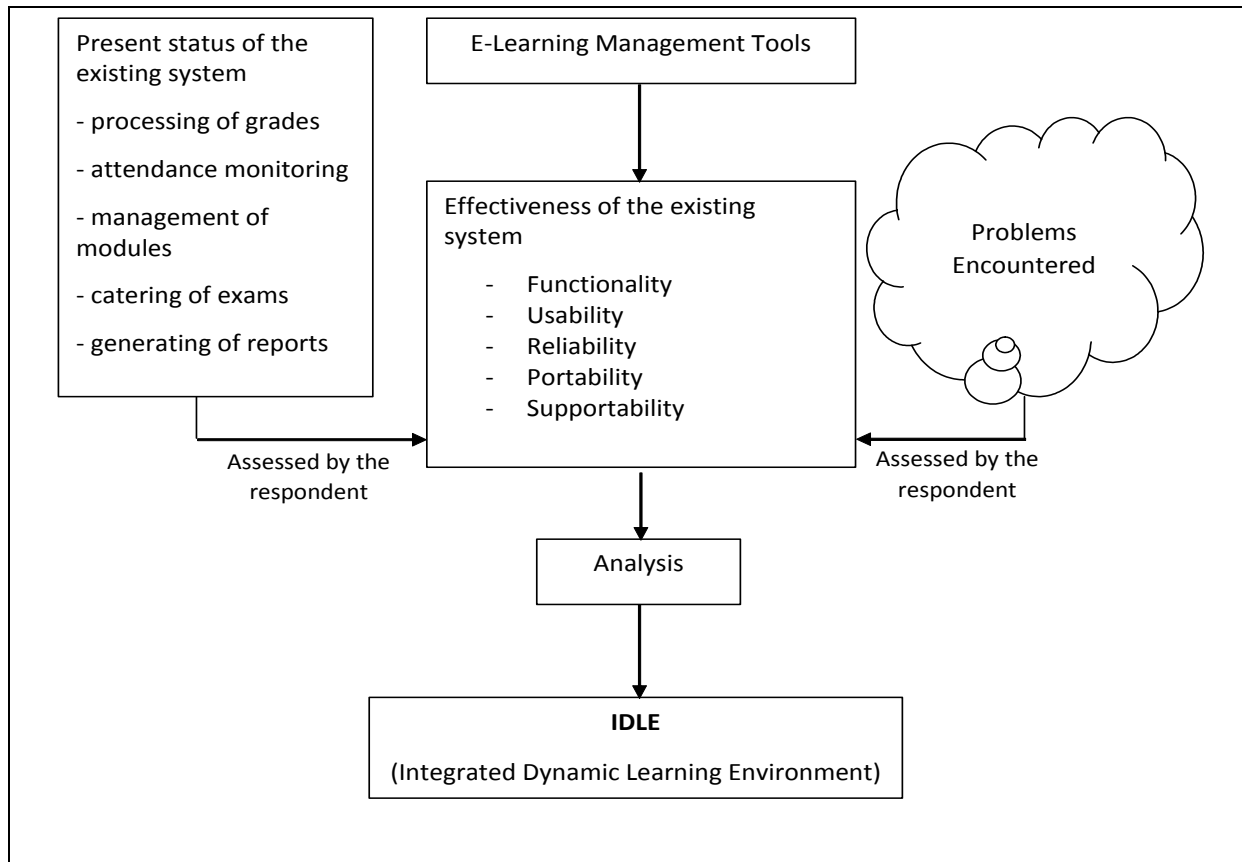 Present status of the
existing system
- processing of grades
- attendance monitoring
- management of
modules
- catering of exams
- generating of reports
E-Learning Management Tools
Effectiveness of the existing
system
- Functionality
- Usability
- Reliability
- Portability
- Supportability
Problems
Encountered
Assessed by the
respondent
Assessed by the
respondent
Analysis
IDLE
(Integrated Dynamic Learning Environment)